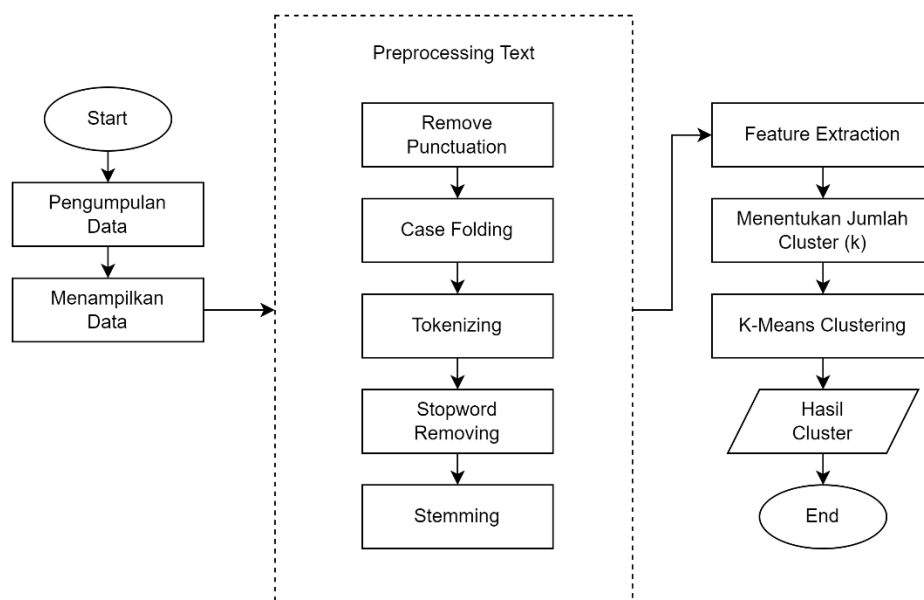 Start
Pengumpulan
Data
Menampilkan
Data
Preprocessing Text
Remove
Punctuation
Case Folding
Tokenizing
Stopword
Removing
Stemming
Feature Extraction
Menentukan Jumlah
Cluster (k)
K-Means Clustering
Hasil
Cluster
End